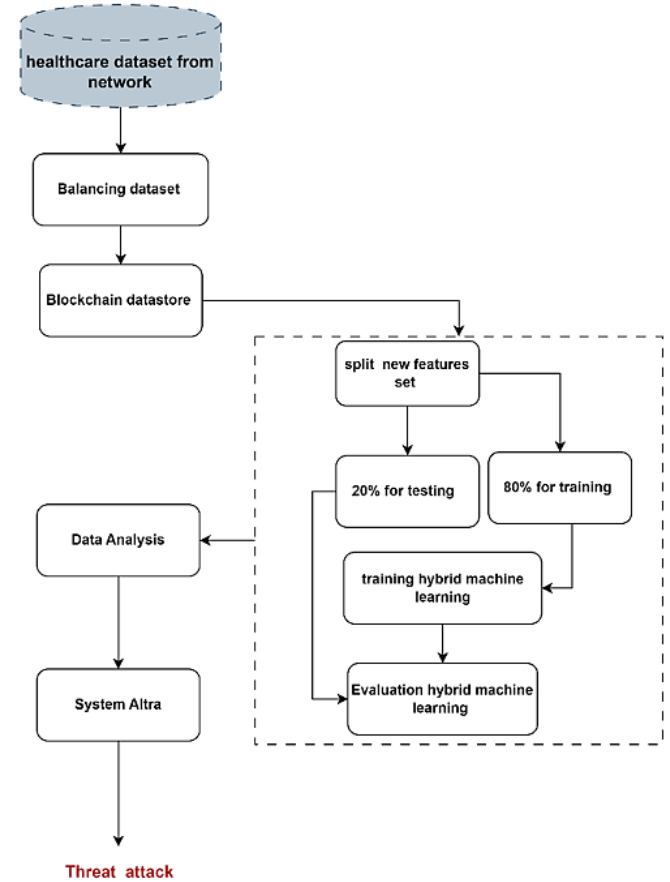 healthcare dataset from
network
Balancing dataset
Blockchain datastore
split new features
set
20% for testing
80% for training
Data Analysis
training hybrid machine
learning
System Altra
Evaluation hybrid machine
learning
Threat attack